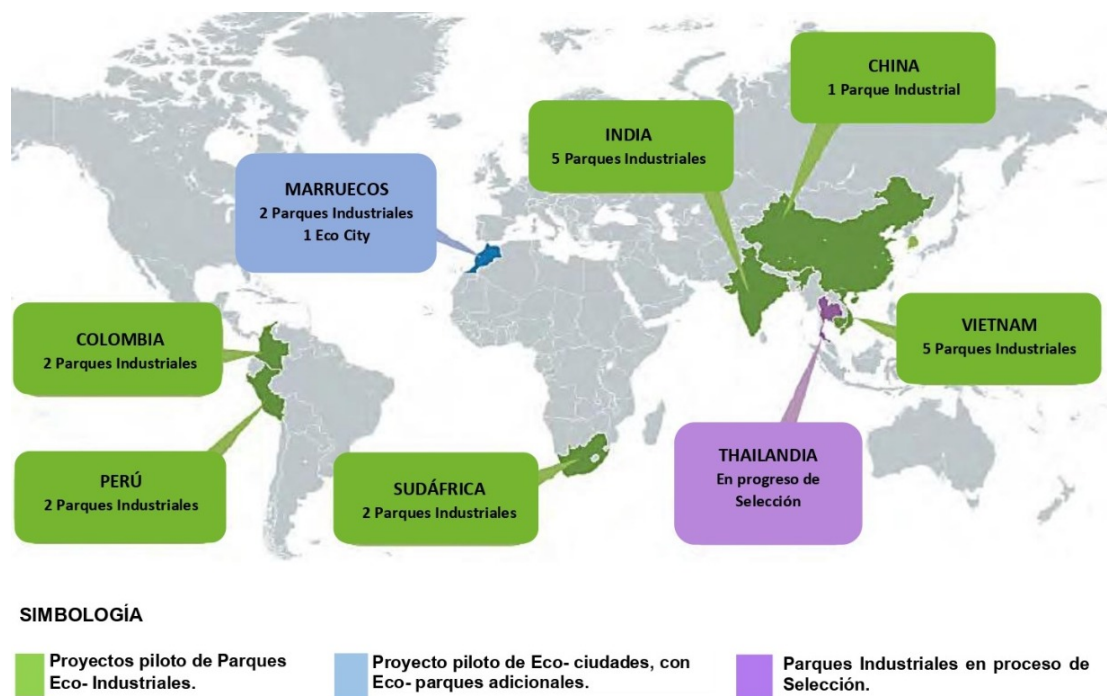 CHINA
1 Parque Industrial
INDIA
5 Parques Industriales
MARRUECOS
2 Parques Industriales
1 Eco City
COLOMBIA
2 Parques Industriales
VIETNAM
5 Parques Industriales
PERÚ
2 Parques Industriales
SUDÁFRICA
2 Parques Industriales
THAILANDIA
En progreso de
Selección
SIMBOLOGÍA
Proyectos piloto de Parques
Eco- Industriales.
Proyecto piloto de Eco- ciudades, con
Eco- parques adicionales.
Parques Industriales en proceso de
Selección.